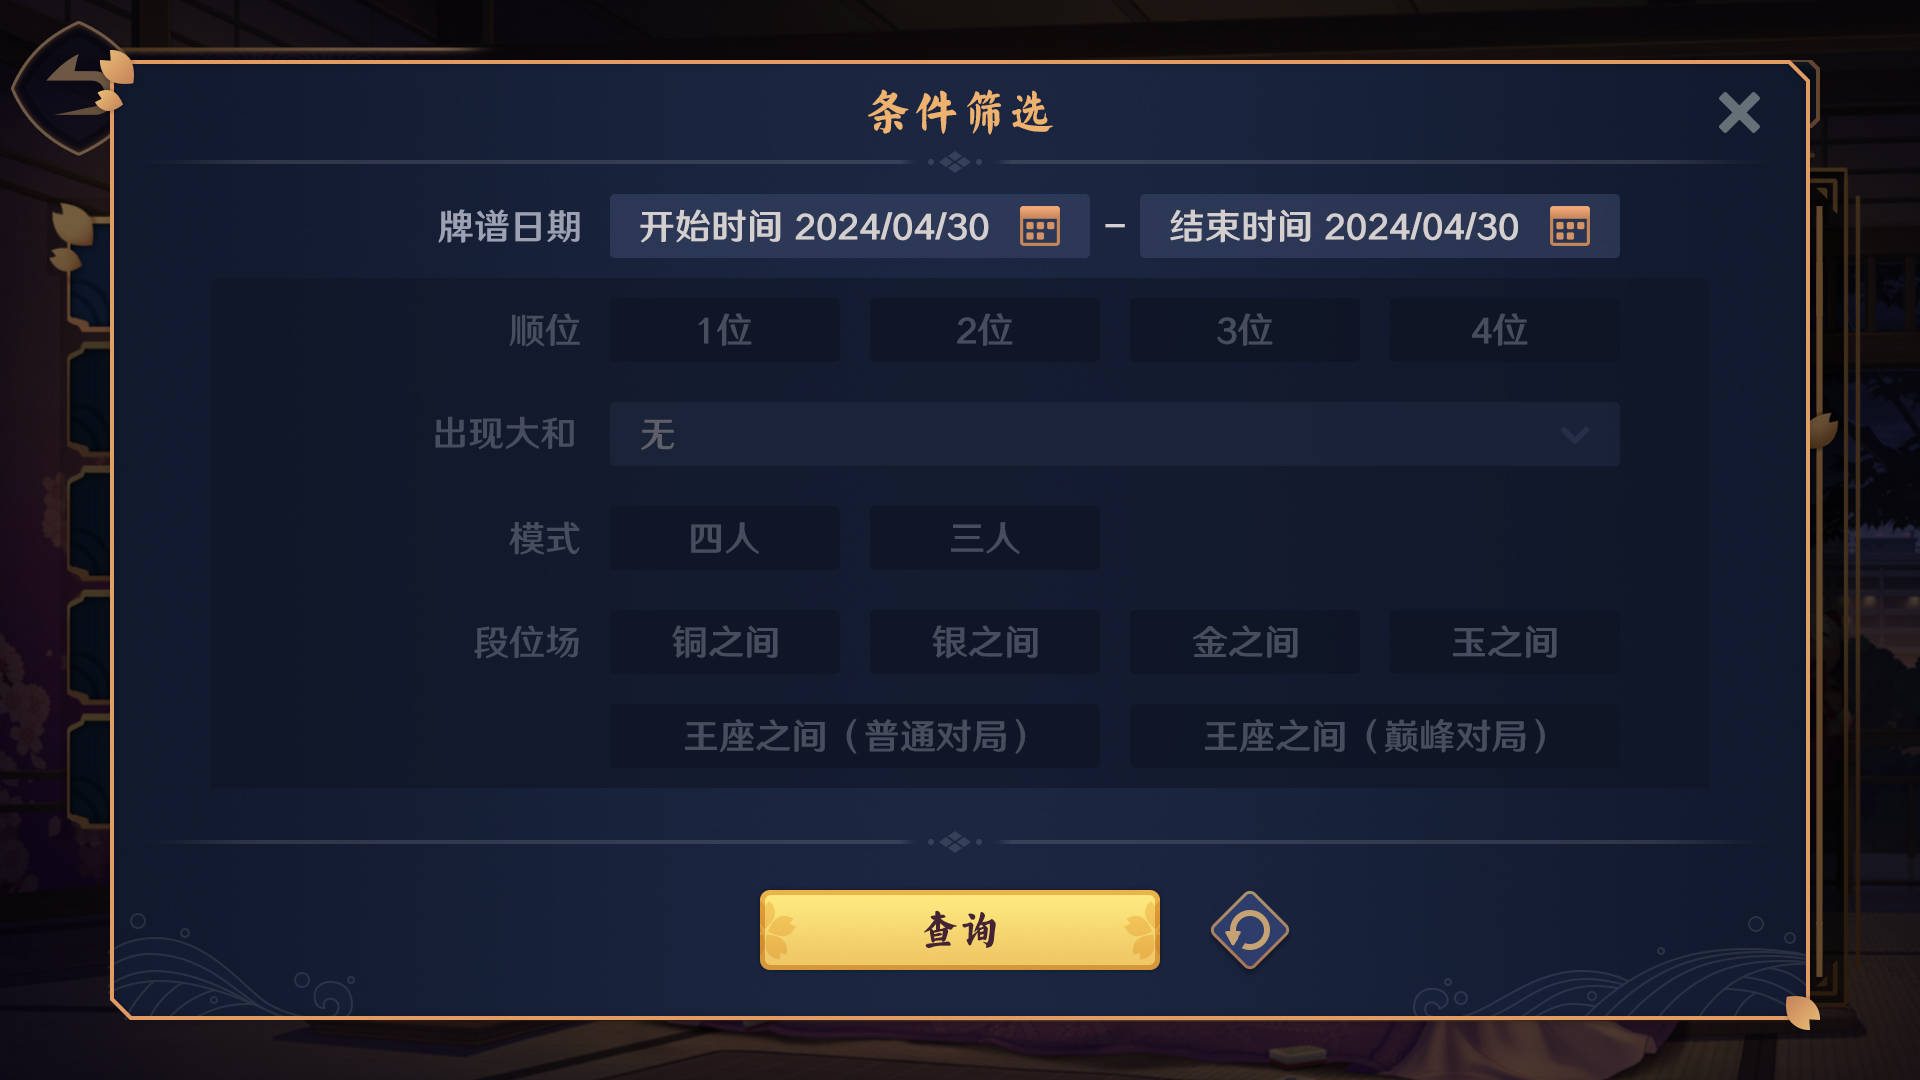 条件筛选
牌谱日期 开始时间 2024/04/30 – 结束时间 2024/04/30
顺位 1位 2位 3位 4位
出现大和 无
模式 四人 三人
段位场 铜之间 银之间 金之间 玉之间
王座之间（普通对局） 王座之间（巅峰对局）
查询